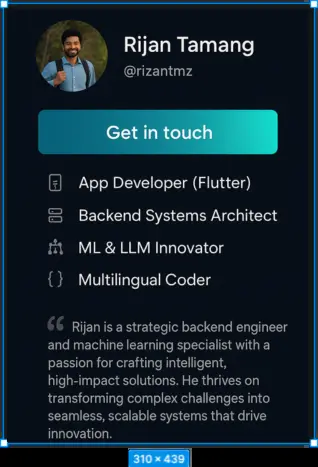 Rijan Tamang
@rizantmz
Get in touch
App Developer (Flutter)
Backend Systems Architect
ML & LLM Innovator
{ } Multilingual Coder
“ Rijan is a strategic backend engineer
and machine learning specialist with a
passion for crafting intelligent,
high-impact solutions. He thrives on
transforming complex challenges into
seamless, scalable systems that drive
innovation.
310 × 439